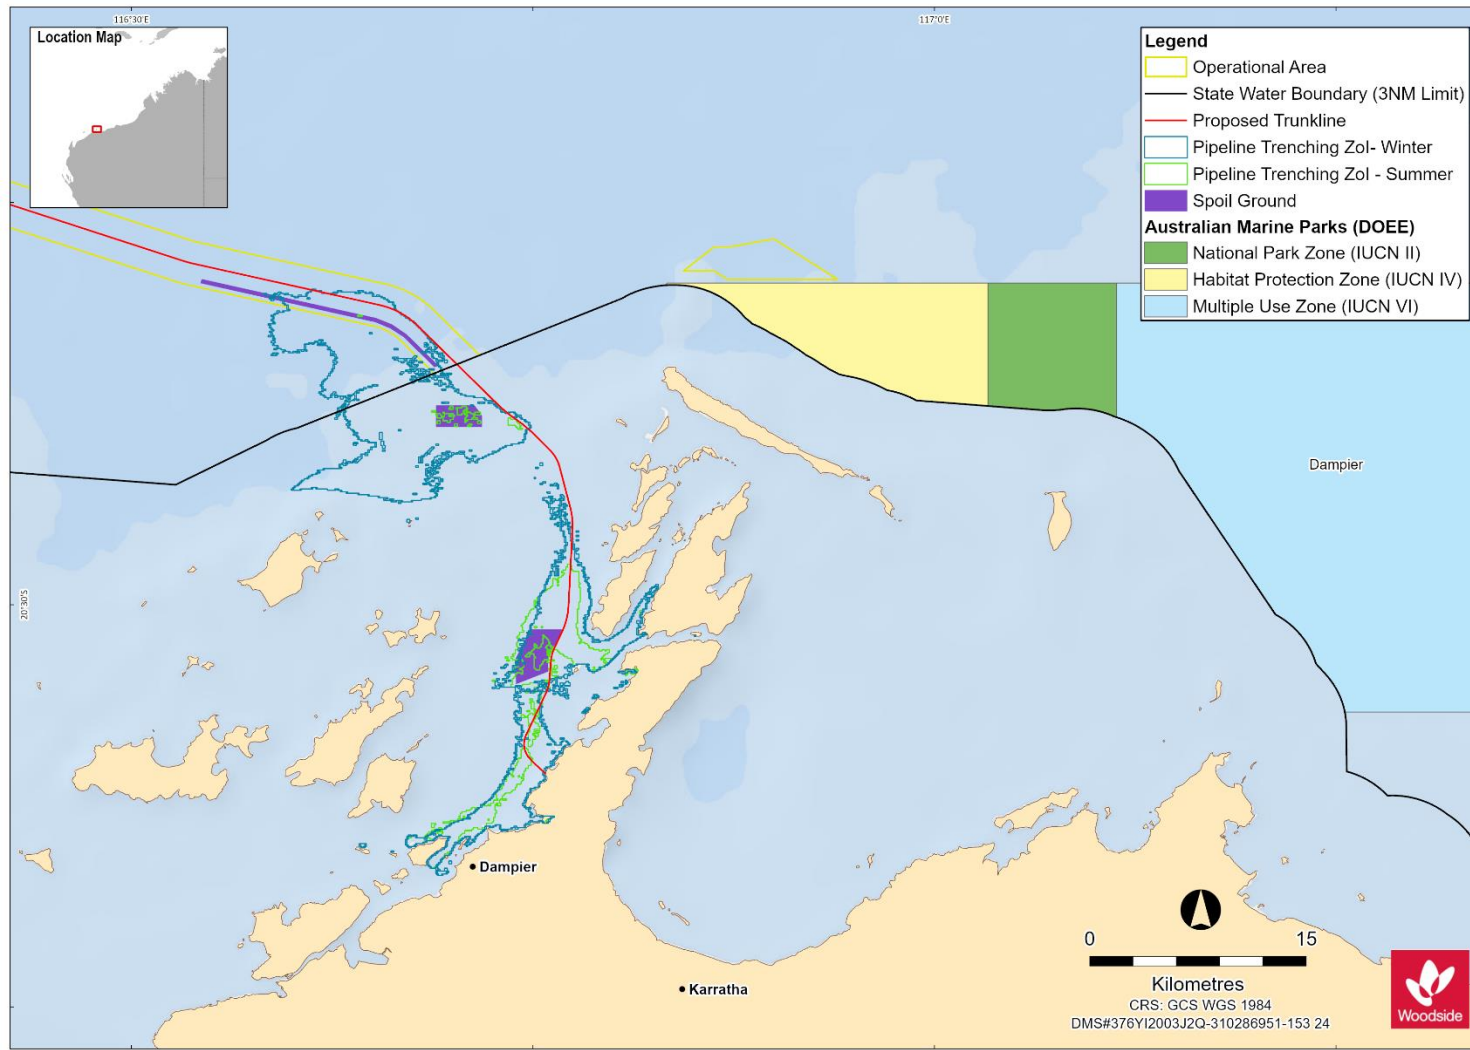 116°30'E
117°0'E
Location Map
Legend
Operational Area
State Water Boundary (3NM Limit)
Proposed Trunkline
Pipeline Trenching ZoI- Winter
Pipeline Trenching ZoI - Summer
Spoil Ground
Australian Marine Parks (DOEE)
National Park Zone (IUCN II)
Habitat Protection Zone (IUCN IV)
Multiple Use Zone (IUCN VI)
Dampier
20°30'S
Dampier
Karratha
0 15
Kilometres
CRS: GCS WGS 1984
DMS#376YI2003J2Q-310286951-153 24
Woodside